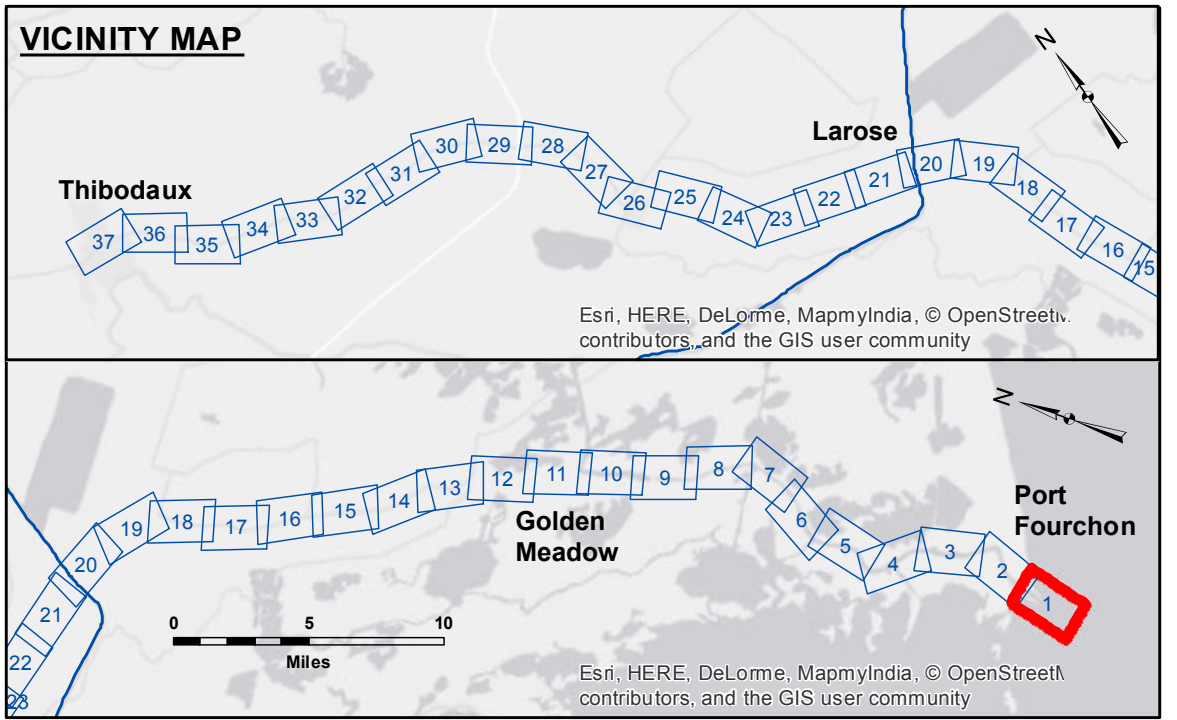 VICINITY MAP
N
Larose
Thibodaux
37 36 35 34 33 32 31 30 29 28 27 26 25 24 23 22 21 20 19 18 17 16 15
Esri, HERE, DeLorme, MapmyIndia, © OpenStreetM
contributors, and the GIS user community
N
Port
Fourchon
Golden
Meadow
23 22 21 20 19 18 17 16 15 14 13 12 11 10 9 8 7 6 5 4 3 2 1
0 5 10
Miles
Esri, HERE, DeLorme, MapmyIndia, © OpenStreetM
contributors, and the GIS user community